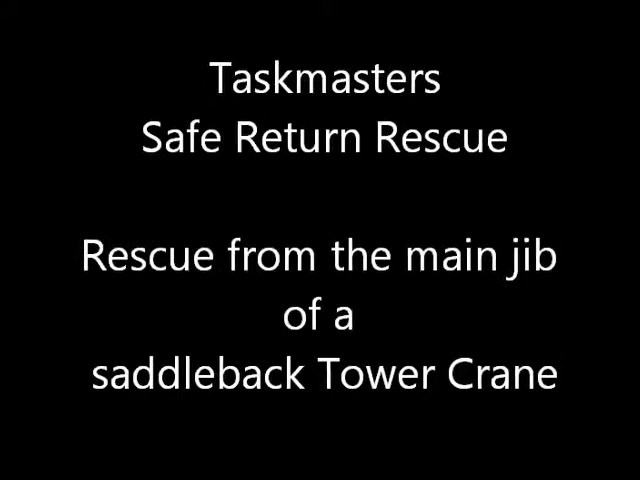 Taskmasters
Safe Return Rescue
Rescue from the main jib
of a
saddleback Tower Crane